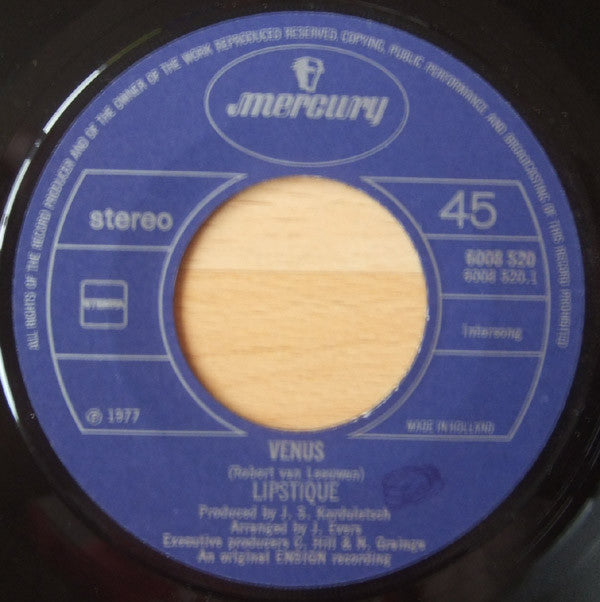 ALL RIGHTS OF THE RECORD PRODUCER AND OF THE OWNER OF THE WORK REPRODUCED RESERVED. COPYING, PUBLIC PERFORMANCE AND BROADCASTING OF THIS RECORD PROHIBITED
mercury
stereo
45
6008 520
6008 520.1
STEMRA
Intersong
℗ 1977
MADE IN HOLLAND
VENUS
(Robert van Leeuwen)
LIPSTIQUE
Produced by J. S. Korduletsch
Arranged by J. Evers
Executive producers C. Hill & N. Grainge
An original ENSIGN recording